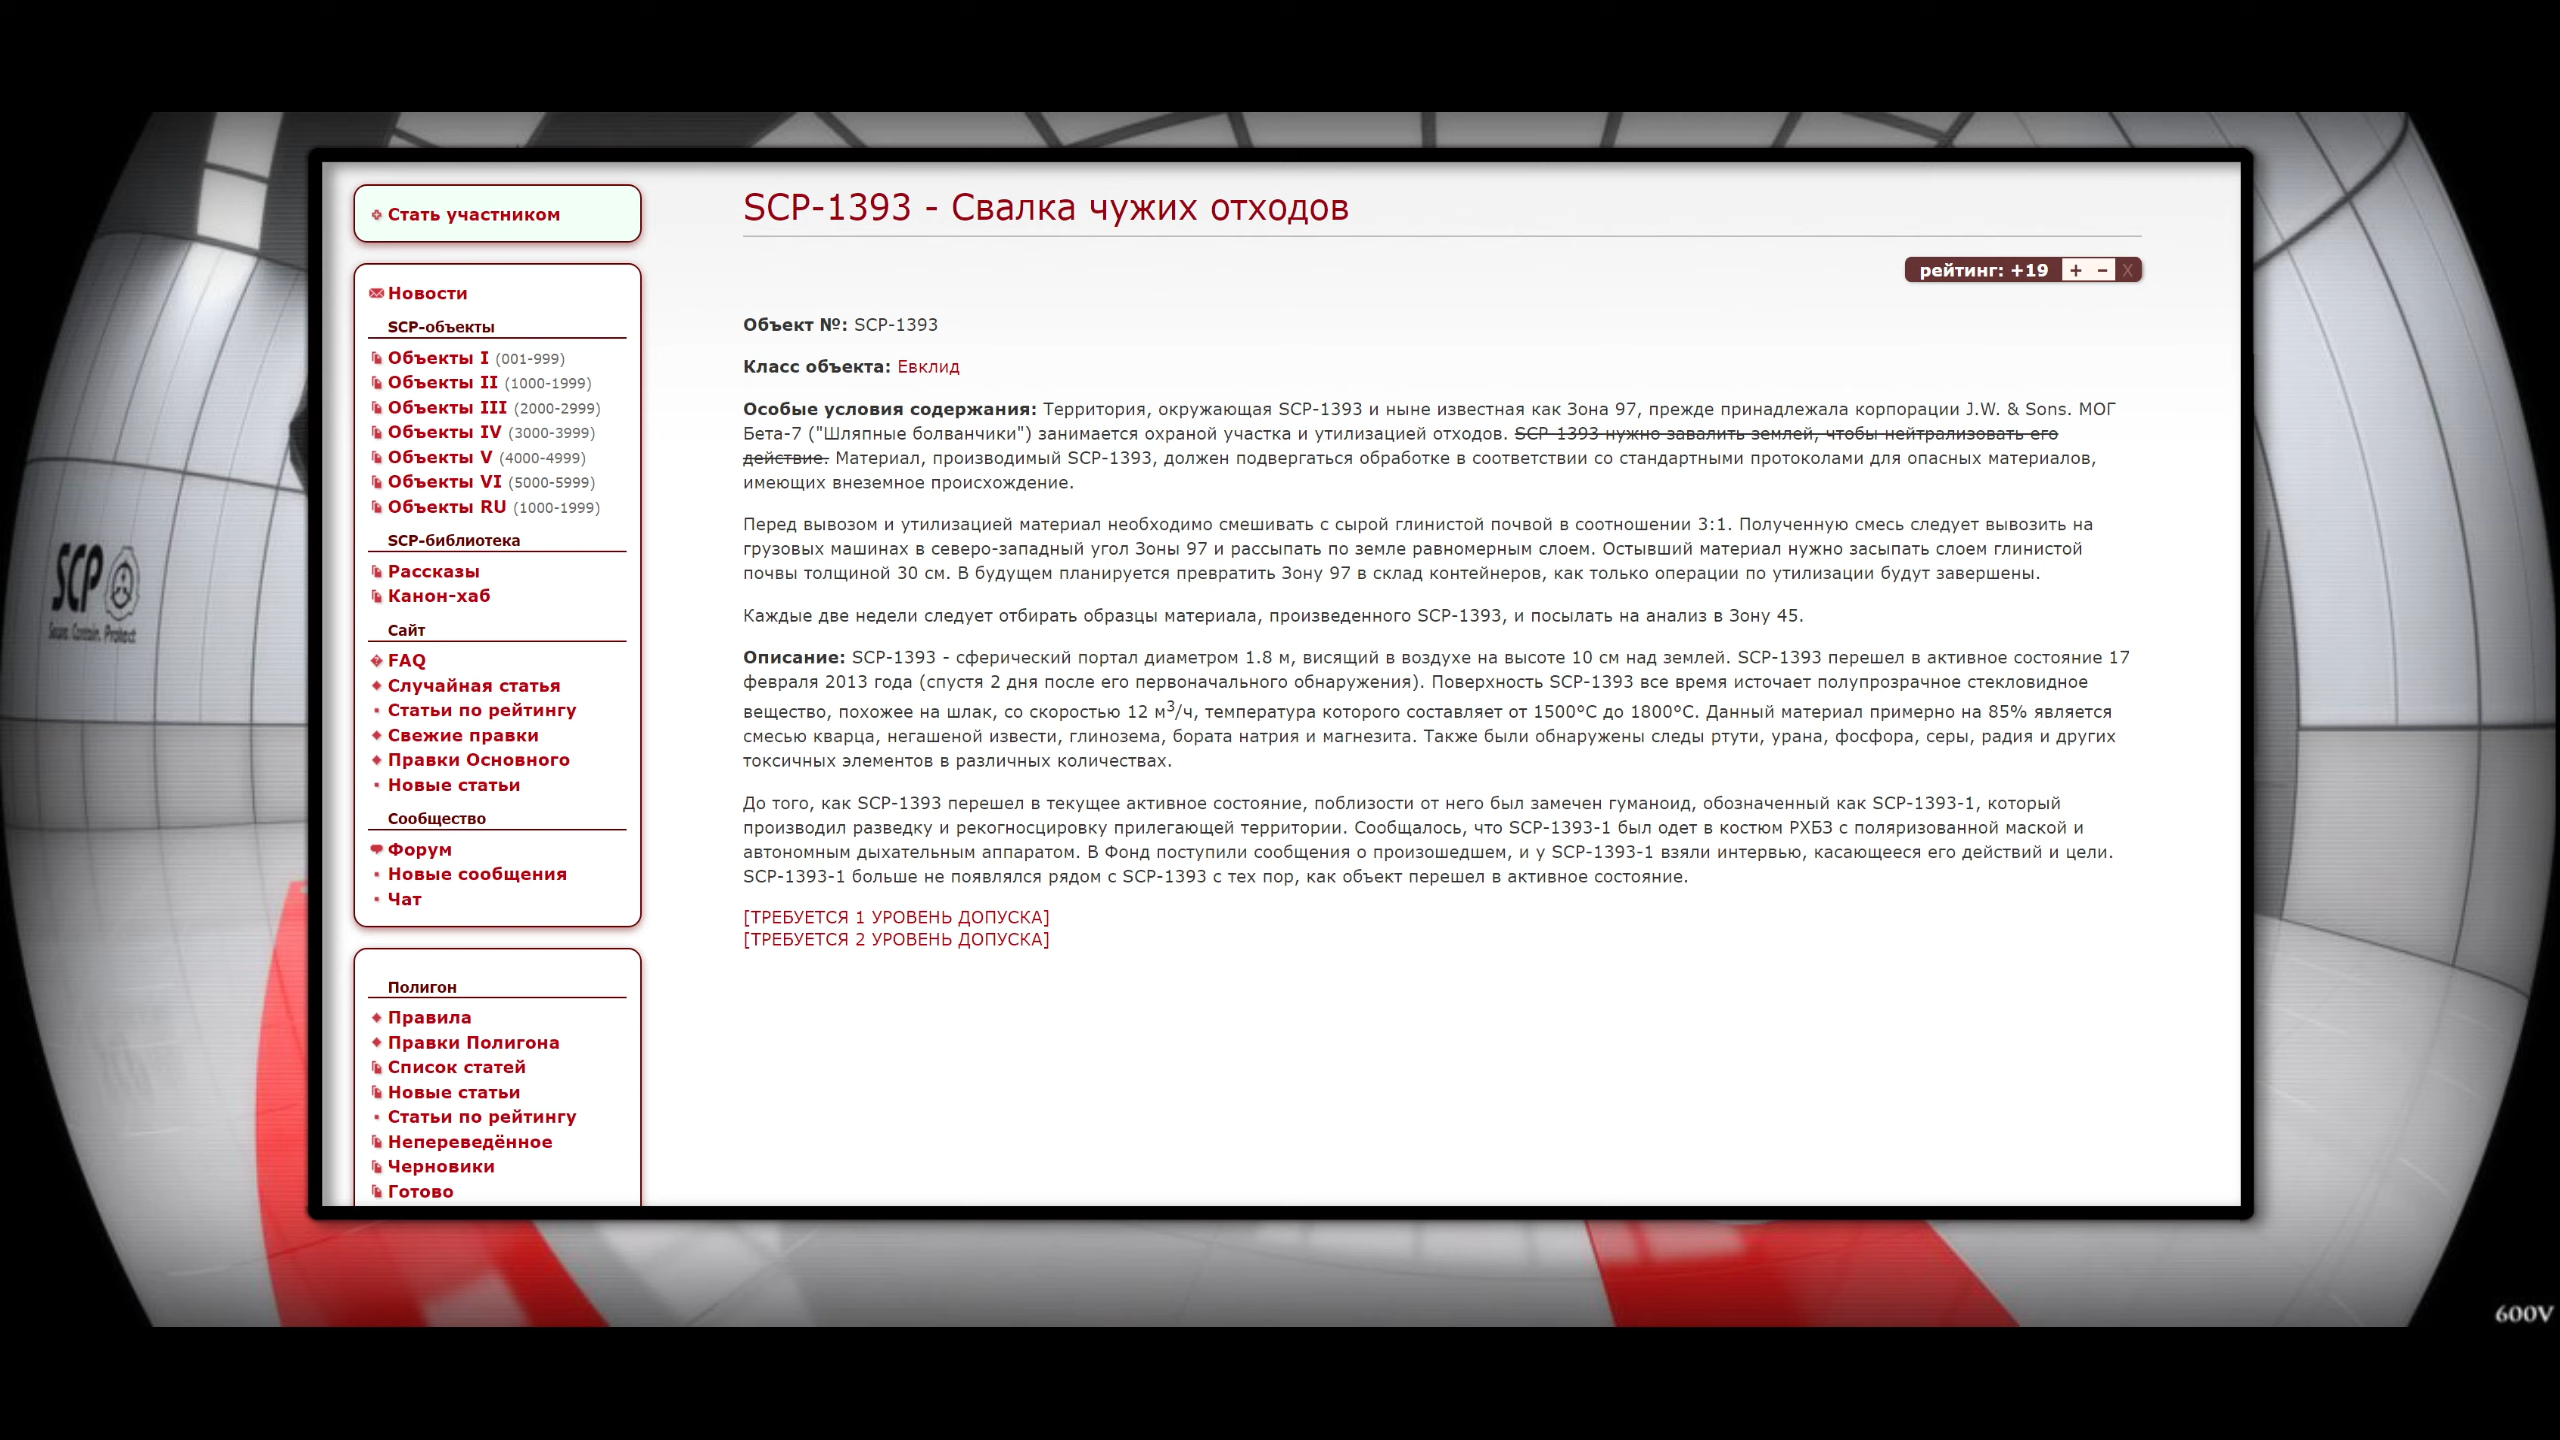 Стать участником
Новости
SCP-объекты
Объекты I (001-999)
Объекты II (1000-1999)
Объекты III (2000-2999)
Объекты IV (3000-3999)
Объекты V (4000-4999)
Объекты VI (5000-5999)
Объекты RU (1000-1999)
SCP-библиотека
Рассказы
Канон-хаб
Сайт
FAQ
Случайная статья
Статьи по рейтингу
Свежие правки
Правки Основного
Новые статьи
Сообщество
Форум
Новые сообщения
Чат
Полигон
Правила
Правки Полигона
Список статей
Новые статьи
Статьи по рейтингу
Непереведённое
Черновики
Готово
SCP-1393 - Свалка чужих отходов
рейтинг: +19 + – X
Объект №: SCP-1393
Класс объекта: Евклид
Особые условия содержания: Территория, окружающая SCP-1393 и ныне известная как Зона 97, прежде принадлежала корпорации J.W. & Sons. МОГ
Бета-7 ("Шляпные болванчики") занимается охраной участка и утилизацией отходов. SCP-1393 нужно завалить землей, чтобы нейтрализовать его
действие. Материал, производимый SCP-1393, должен подвергаться обработке в соответствии со стандартными протоколами для опасных материалов,
имеющих внеземное происхождение.
Перед вывозом и утилизацией материал необходимо смешивать с сырой глинистой почвой в соотношении 3:1. Полученную смесь следует вывозить на
грузовых машинах в северо-западный угол Зоны 97 и рассыпать по земле равномерным слоем. Остывший материал нужно засыпать слоем глинистой
почвы толщиной 30 см. В будущем планируется превратить Зону 97 в склад контейнеров, как только операции по утилизации будут завершены.
Каждые две недели следует отбирать образцы материала, произведенного SCP-1393, и посылать на анализ в Зону 45.
Описание: SCP-1393 - сферический портал диаметром 1.8 м, висящий в воздухе на высоте 10 см над землей. SCP-1393 перешел в активное состояние 17
февраля 2013 года (спустя 2 дня после его первоначального обнаружения). Поверхность SCP-1393 все время источает полупрозрачное стекловидное
вещество, похожее на шлак, со скоростью 12 м³/ч, температура которого составляет от 1500°C до 1800°C. Данный материал примерно на 85% является
смесью кварца, негашеной извести, глинозема, бората натрия и магнезита. Также были обнаружены следы ртути, урана, фосфора, серы, радия и других
токсичных элементов в различных количествах.
До того, как SCP-1393 перешел в текущее активное состояние, поблизости от него был замечен гуманоид, обозначенный как SCP-1393-1, который
производил разведку и рекогносцировку прилегающей территории. Сообщалось, что SCP-1393-1 был одет в костюм РХБЗ с поляризованной маской и
автономным дыхательным аппаратом. В Фонд поступили сообщения о произошедшем, и у SCP-1393-1 взяли интервью, касающееся его действий и цели.
SCP-1393-1 больше не появлялся рядом с SCP-1393 с тех пор, как объект перешел в активное состояние.
[ТРЕБУЕТСЯ 1 УРОВЕНЬ ДОПУСКА]
[ТРЕБУЕТСЯ 2 УРОВЕНЬ ДОПУСКА]
SCP
Secure. Contain. Protect
600V